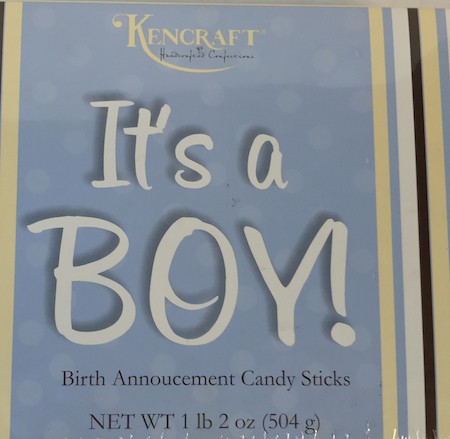 KENCRAFT
Handcrafted Confections
It's a
BOY!
Birth Annoucement Candy Sticks
NET WT 1 lb 2 oz (504 g)